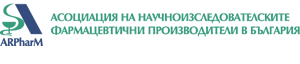 АСОЦИАЦИЯ НА НАУЧНОИЗСЛЕДОВАТЕЛСКИТЕ
ФАРМАЦЕВТИЧНИ ПРОИЗВОДИТЕЛИ В БЪЛГАРИЯ
ARPharM